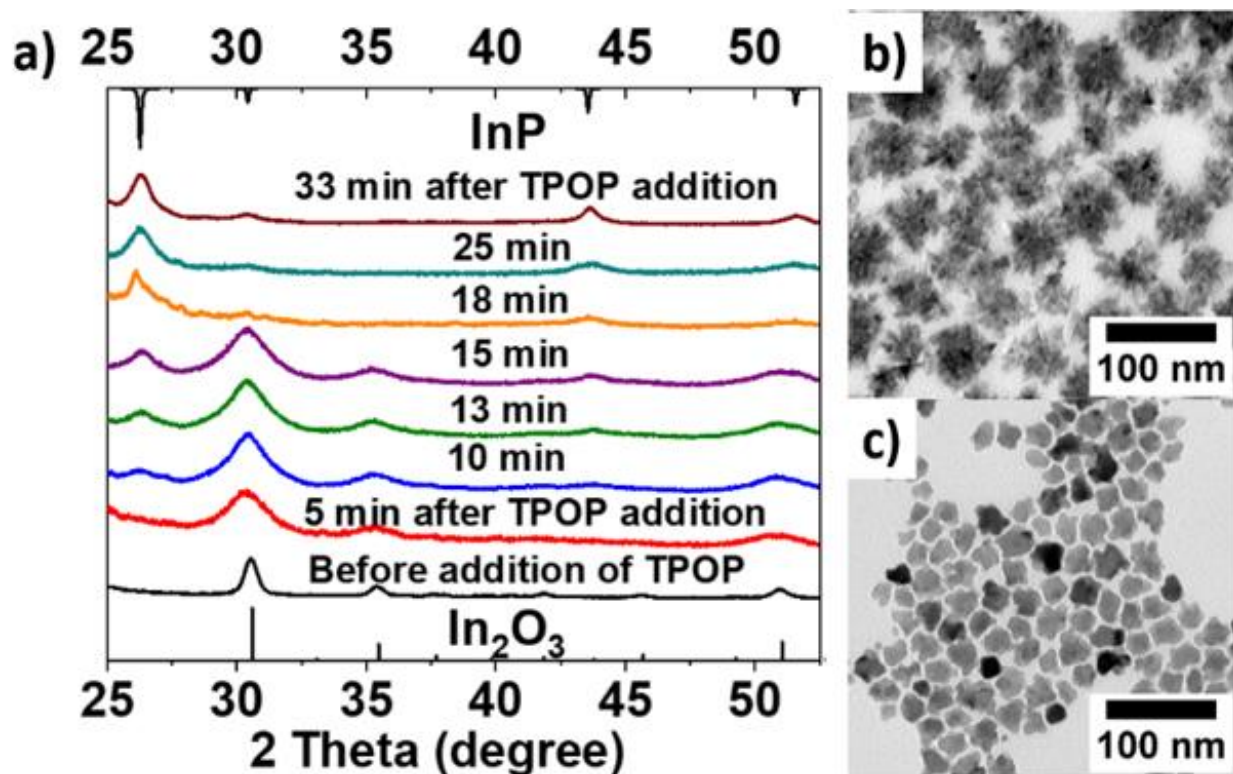 a)
25 30 35 40 45 50
InP
33 min after TPOP addition
25 min
18 min
15 min
13 min
10 min
5 min after TPOP addition
Before addition of TPOP
In₂O₃
25 30 35 40 45 50
2 Theta (degree)
b)
100 nm
c)
100 nm